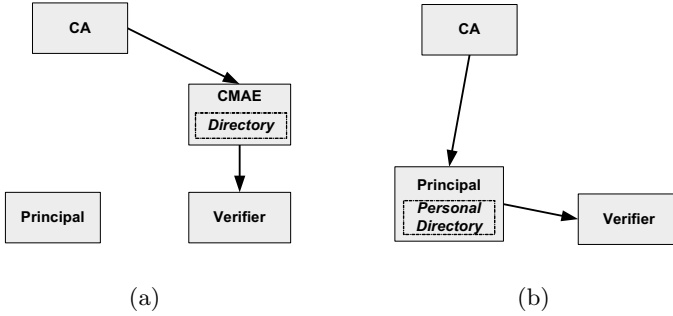 CA
CMAE
Directory
Principal
Verifier
(a)
CA
Principal
Personal
Directory
Verifier
(b)